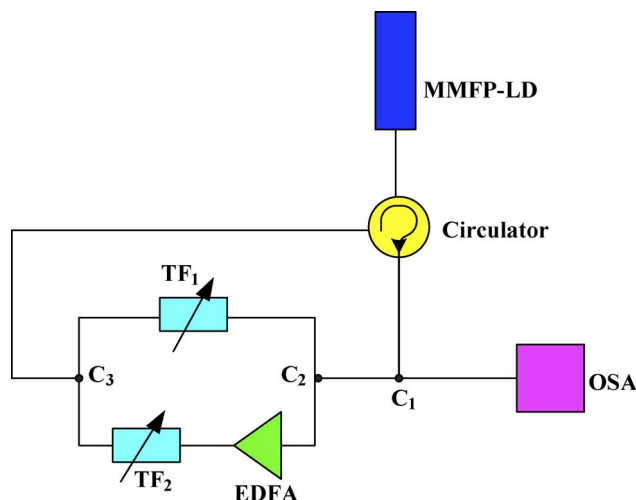 MMFP-LD
Circulator
TF₁
C₃
C₂
C₁
OSA
TF₂
EDFA